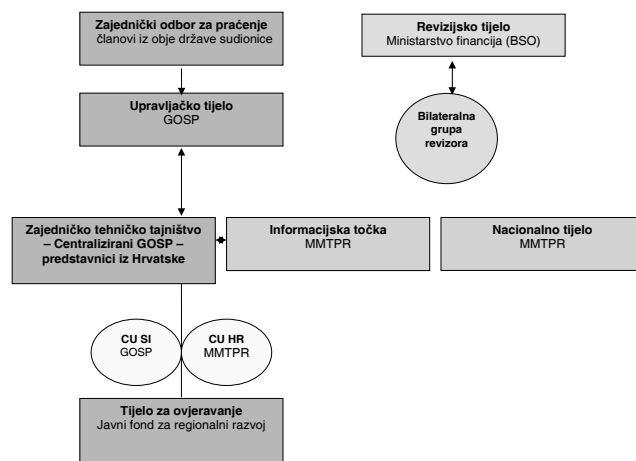 Zajednički odbor za praćenje
članovi iz obje države sudionice
Revizijsko tijelo
Ministarstvo financija (BSO)
Upravljačko tijelo
GOSP
Bilateralna
grupa
revizora
Zajedničko tehničko tajništvo
– Centralizirani GOSP –
predstavnici iz Hrvatske
Informacijska točka
MMTPR
Nacionalno tijelo
MMTPR
CU SI
GOSP
CU HR
MMTPR
Tijelo za ovjeravanje
Javni fond za regionalni razvoj